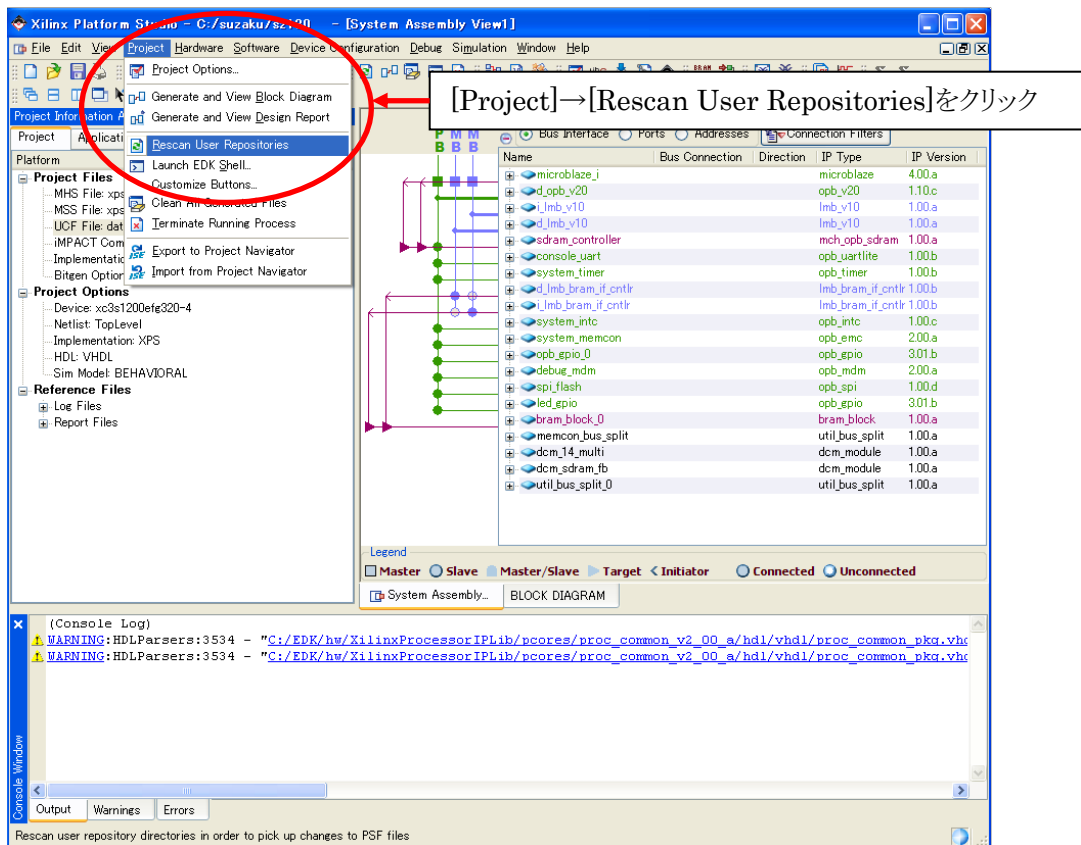 Xilinx Platform Studio - C:/suzaku/sz130 - [System Assembly View1]
File Edit View Project Hardware Software Device Configuration Debug Simulation Window Help
[Project]→[Rescan User Repositories]をクリック
Project Options...
Generate and View Block Diagram
Generate and View Design Report
Rescan User Repositories
Launch EDK Shell...
Customize Buttons...
Clean All Generated Files
Terminate Running Process
Export to Project Navigator
Import from Project Navigator
Project Information A
Project Applicati
Platform
Project Files
MHS File: xps
MSS File: xps
UCF File: dat
iMPACT Com
Implementatic
Bitgen Option
Project Options
Device: xc3s1200efg320-4
Netlist: TopLevel
Implementation: XPS
HDL: VHDL
Sim Model: BEHAVIORAL
Reference Files
Log Files
Report Files
P M M
B B B
Bus Interface Ports Addresses Connection Filters
Name Bus Connection Direction IP Type IP Version
microblaze_i microblaze 4.00.a
d_opb_v20 opb_v20 1.10.c
i_lmb_v10 lmb_v10 1.00.a
d_lmb_v10 lmb_v10 1.00.a
sdram_controller mch_opb_sdram 1.00.a
console_uart opb_uartlite 1.00.b
system_timer opb_timer 1.00.b
d_lmb_bram_if_cntlr lmb_bram_if_cntlr 1.00.b
i_lmb_bram_if_cntlr lmb_bram_if_cntlr 1.00.b
system_intc opb_intc 1.00.c
system_memcon opb_emc 2.00.a
opb_gpio_0 opb_gpio 3.01.b
debug_mdm opb_mdm 2.00.a
spi_flash opb_spi 1.00.d
led_gpio opb_gpio 3.01.b
bram_block_0 bram_block 1.00.a
memcon_bus_split util_bus_split 1.00.a
dcm_14_multi dcm_module 1.00.a
dcm_sdram_fb dcm_module 1.00.a
util_bus_split_0 util_bus_split 1.00.a
Legend
Master Slave Master/Slave Target Initiator Connected Unconnected
System Assembly... BLOCK DIAGRAM
(Console Log)
WARNING:HDLParsers:3534 - "C:/EDK/hw/XilinxProcessorIPLib/pcores/proc_common_v2_00_a/hdl/vhdl/proc_common_pkg.vhd
WARNING:HDLParsers:3534 - "C:/EDK/hw/XilinxProcessorIPLib/pcores/proc_common_v2_00_a/hdl/vhdl/proc_common_pkg.vhd
Console Window
Output Warnings Errors
Rescan user repository directories in order to pick up changes to PSF files